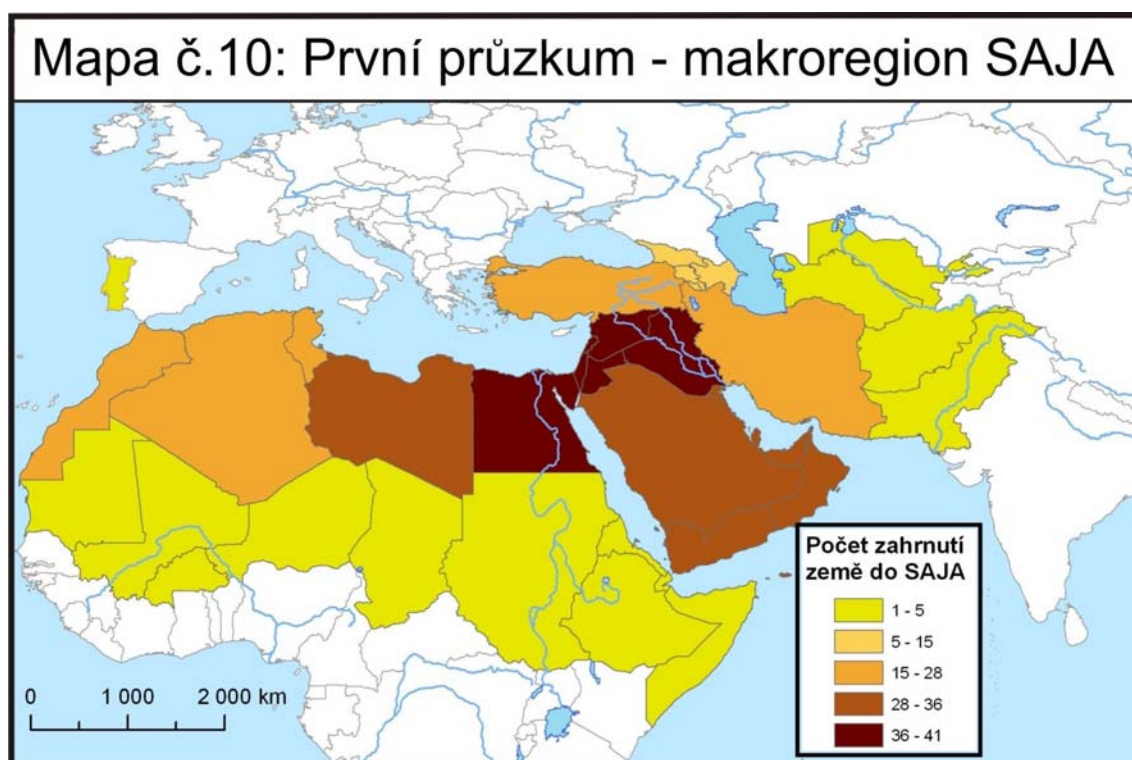 Mapa č.10: První průzkum - makroregion SAJA
Počet zahrnutí
země do SAJA
1 - 5
5 - 15
15 - 28
28 - 36
36 - 41
0 1 000 2 000 km